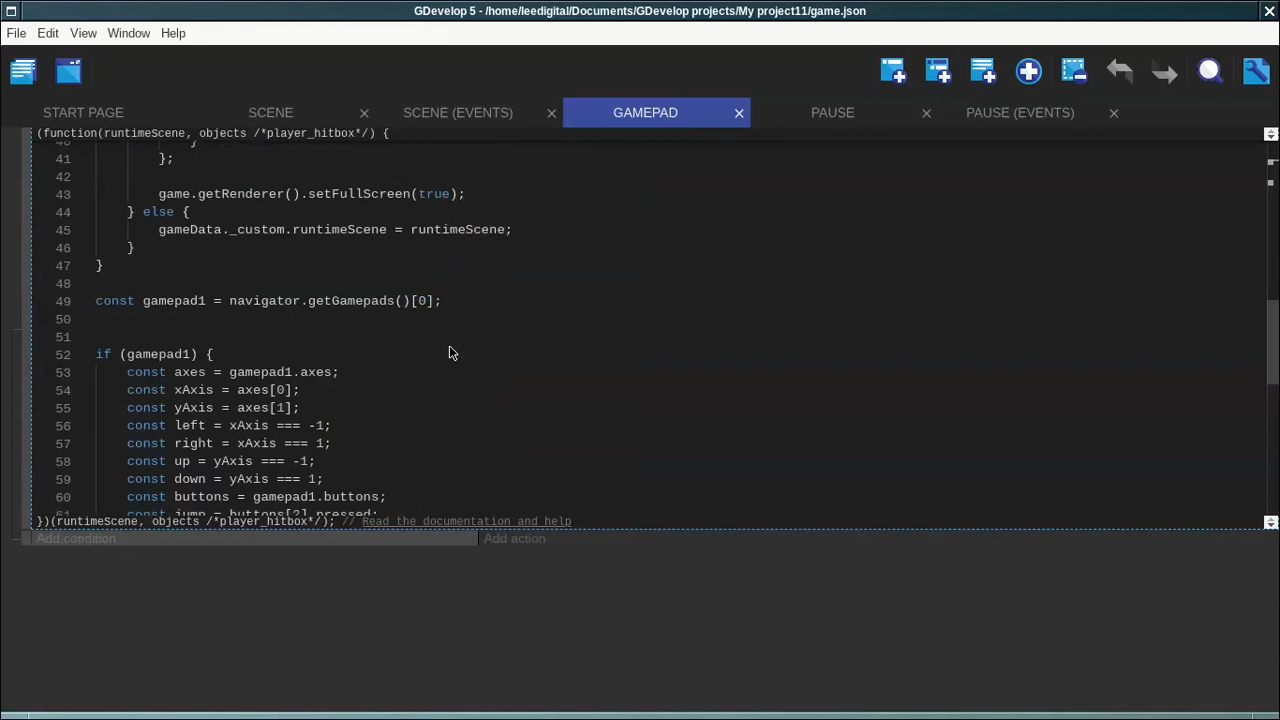 GDevelop 5 - /home/leedigital/Documents/GDevelop projects/My project11/game.json
File Edit View Window Help
START PAGE SCENE SCENE (EVENTS) GAMEPAD PAUSE PAUSE (EVENTS)
(function(runtimeScene, objects /*player_hitbox*/) {
40 }
41 };
42
43 game.getRenderer().setFullScreen(true);
44 } else {
45 gameData._custom.runtimeScene = runtimeScene;
46 }
47 }
48
49 const gamepad1 = navigator.getGamepads()[0];
50
51
52 if (gamepad1) {
53 const axes = gamepad1.axes;
54 const xAxis = axes[0];
55 const yAxis = axes[1];
56 const left = xAxis === -1;
57 const right = xAxis === 1;
58 const up = yAxis === -1;
59 const down = yAxis === 1;
60 const buttons = gamepad1.buttons;
61 const jump = buttons[2].pressed;
})(runtimeScene, objects /*player_hitbox*/); // Read the documentation and help
Add condition Add action